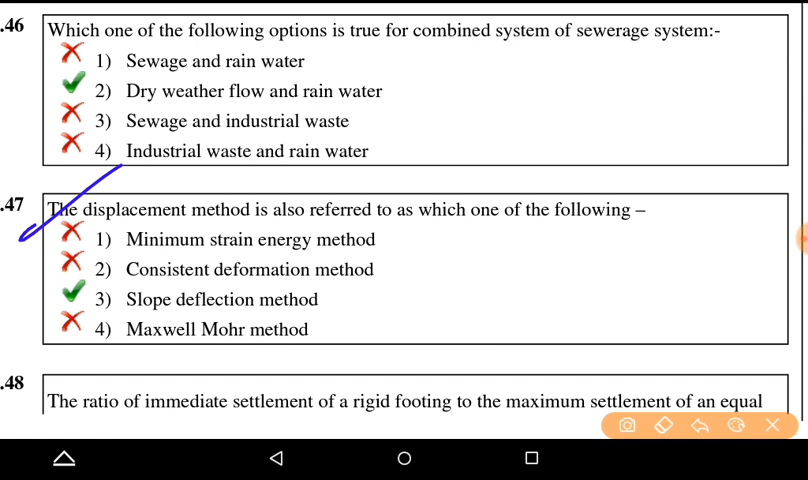 .46
Which one of the following options is true for combined system of sewerage system:-
1) Sewage and rain water
2) Dry weather flow and rain water
3) Sewage and industrial waste
4) Industrial waste and rain water
.47
The displacement method is also referred to as which one of the following –
1) Minimum strain energy method
2) Consistent deformation method
3) Slope deflection method
4) Maxwell Mohr method
.48
The ratio of immediate settlement of a rigid footing to the maximum settlement of an equal